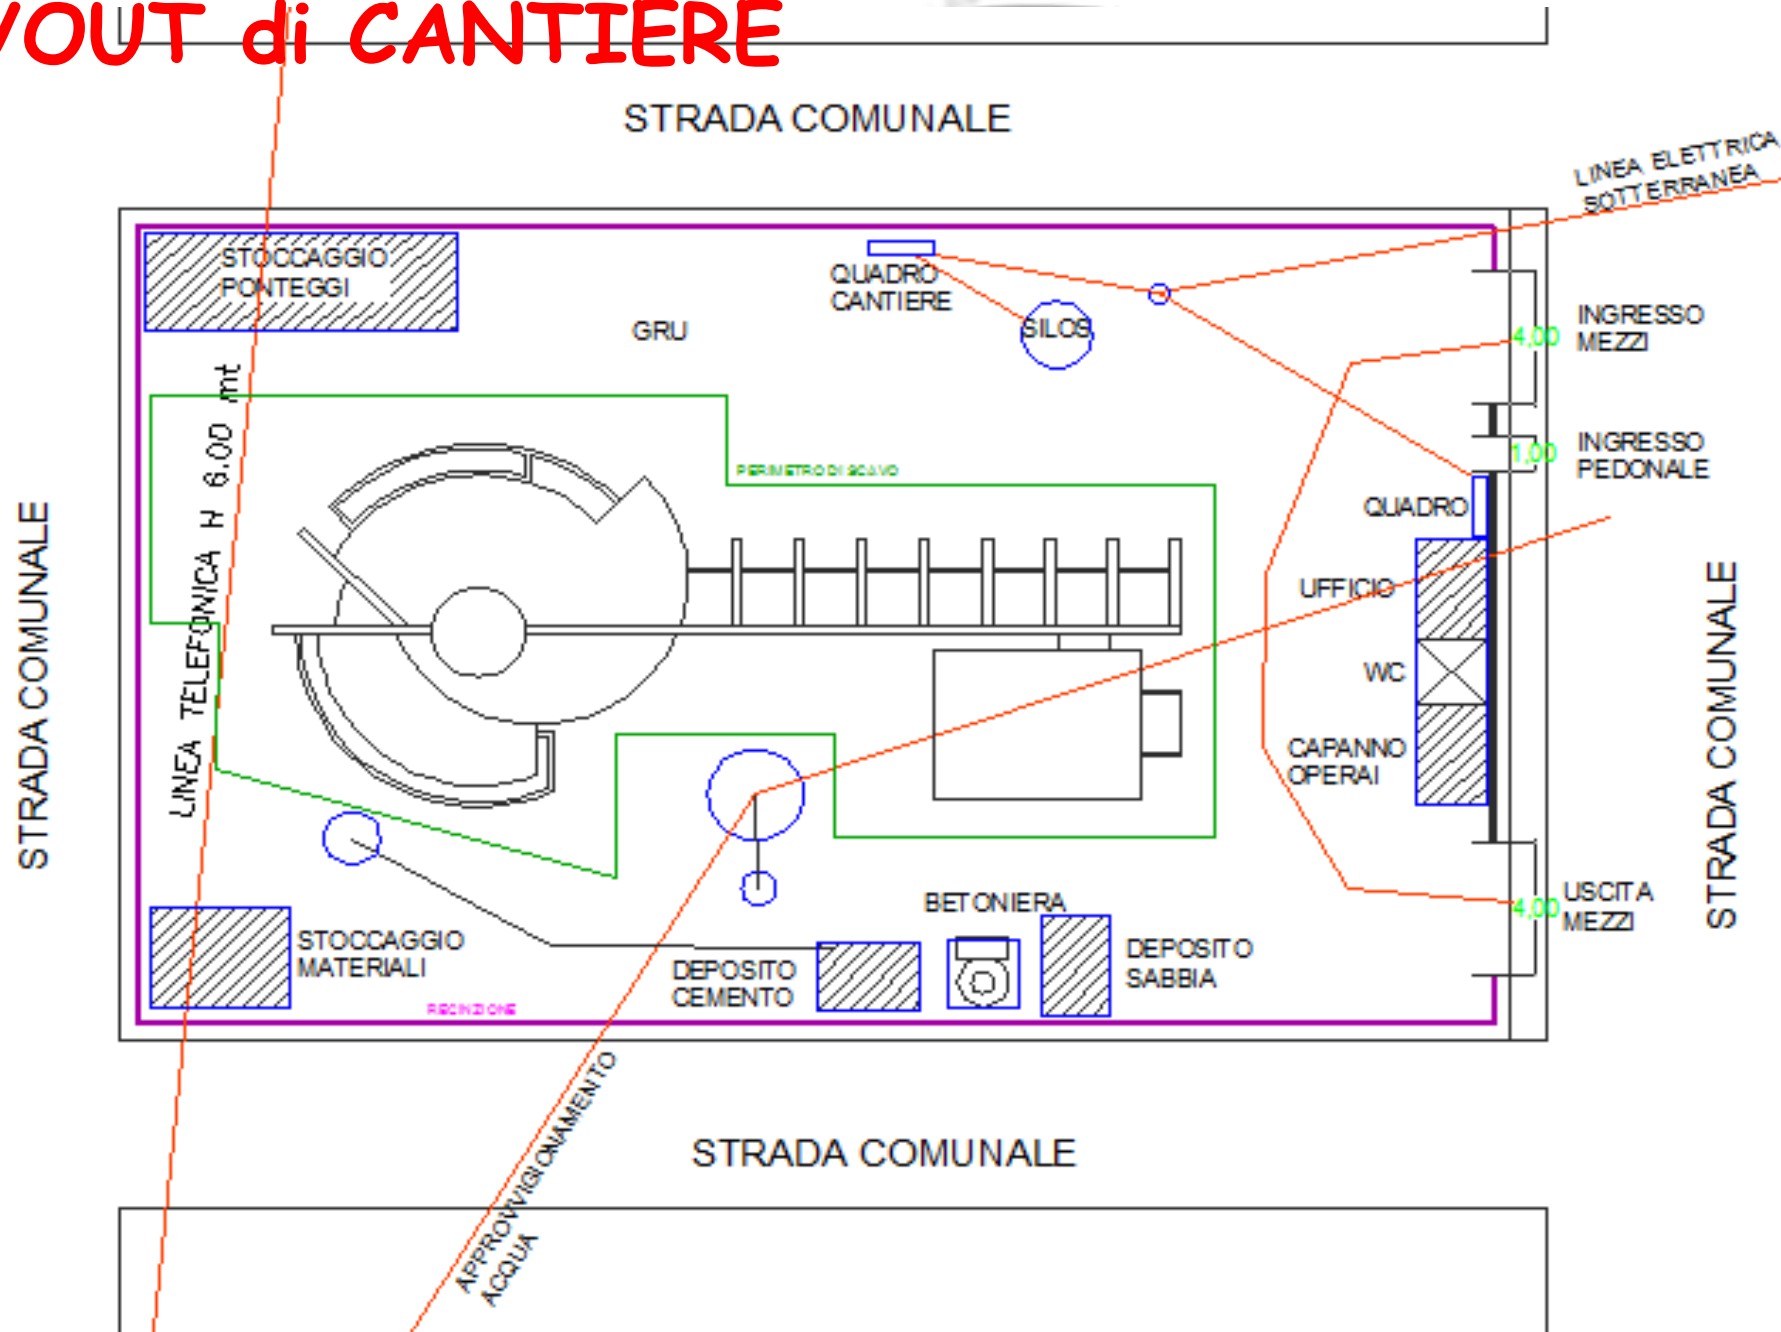 YOUT di CANTIERE
STRADA COMUNALE
LINEA ELETTRICA
SOTTERRANEA
STOCCAGGIO
PONTEGGI
QUADRO
CANTIERE
GRU
SILOS
4,00
INGRESSO
MEZZI
1,00
INGRESSO
PEDONALE
PERIMETRO DI SCAVO
QUADRO
LINEA TELEFONICA H 6.00 mt
STRADA COMUNALE
UFFICIO
WC
CAPANNO
OPERAI
STRADA COMUNALE
BETONIERA
4,00
USCITA
MEZZI
STOCCAGGIO
MATERIALI
DEPOSITO
CEMENTO
DEPOSITO
SABBIA
RECINZIONE
APPROVVIGIONAMENTO
ACQUA
STRADA COMUNALE